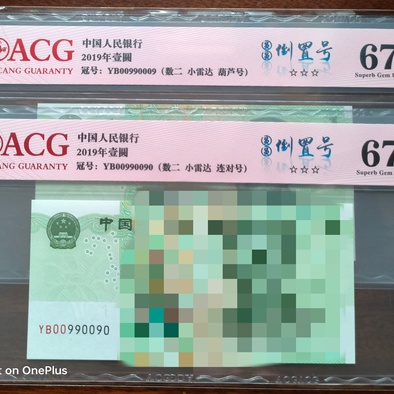 ACG
CANG GUARANTY
中国人民银行
2019年壹圆
冠号：YB00990009（数二 小雷达 葫芦号）
倒置号
☆☆☆
67
Superb Gem
ACG
CANG GUARANTY
中国人民银行
2019年壹圆
冠号：YB00990090（数二 小雷达 连对号）
倒置号
☆☆☆
67
Superb Gem
中国
YB00990090
on OnePlus